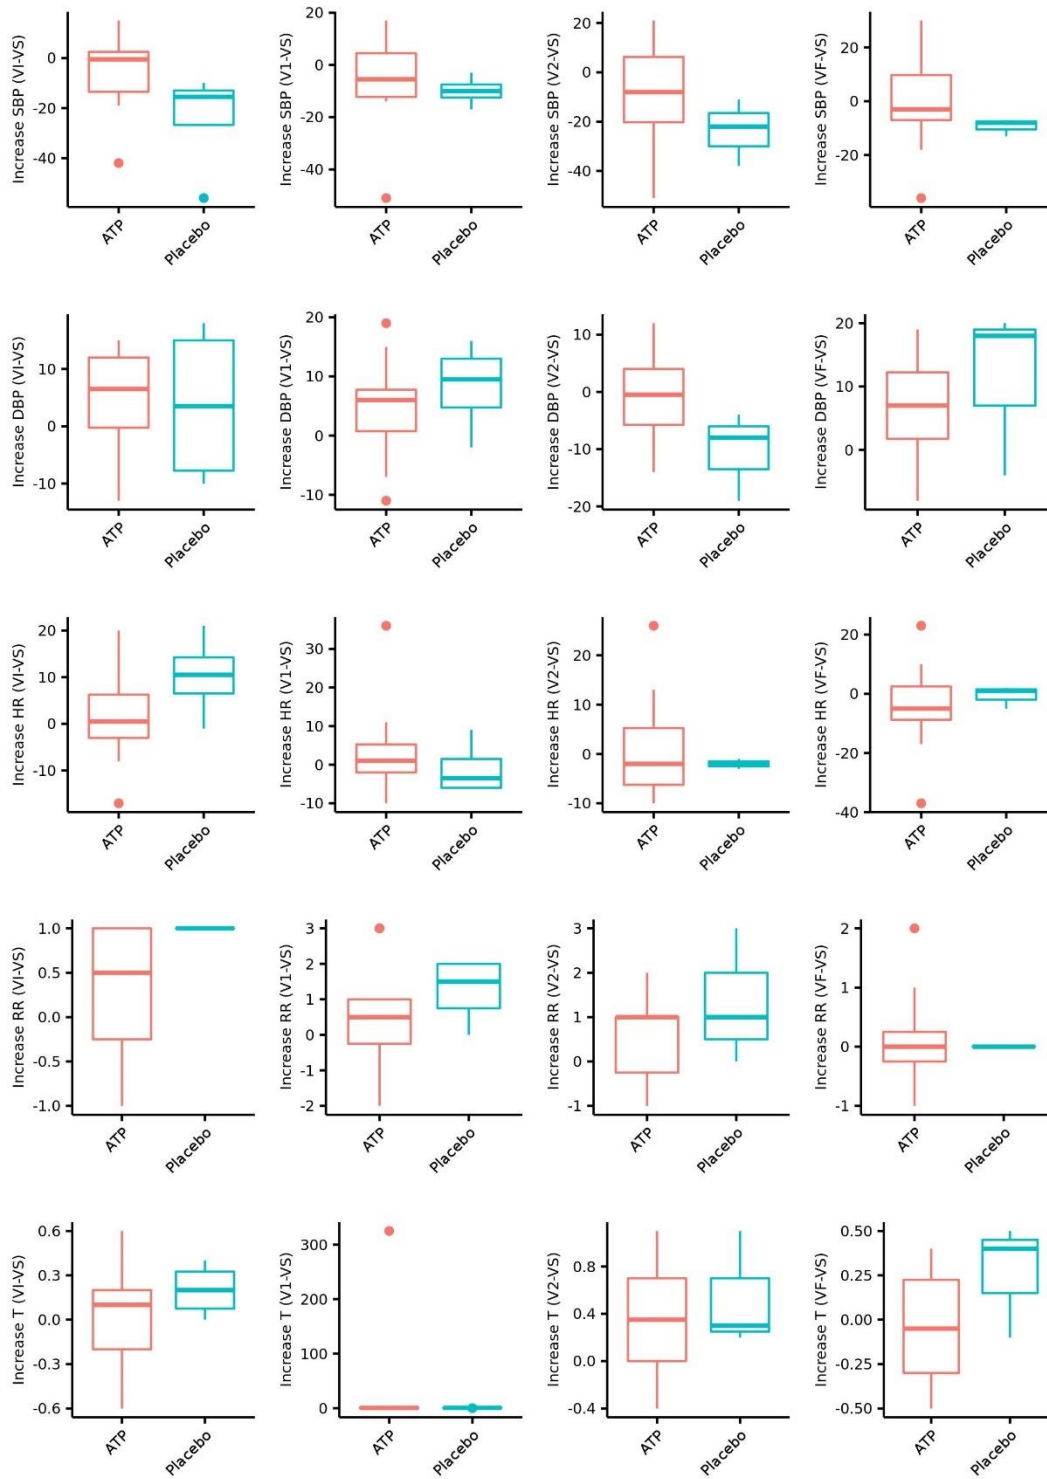 Increase SBP (VI-VS)
0
-20
-40
ATP
Placebo
Increase SBP (V1-VS)
20
0
-20
-40
ATP
Placebo
Increase SBP (V2-VS)
20
0
-20
-40
ATP
Placebo
Increase SBP (VF-VS)
20
0
-20
ATP
Placebo
Increase DBP (VI-VS)
10
0
-10
ATP
Placebo
Increase DBP (V1-VS)
20
10
0
-10
ATP
Placebo
Increase DBP (V2-VS)
10
0
-10
-20
ATP
Placebo
Increase DBP (VF-VS)
20
10
0
ATP
Placebo
Increase HR (VI-VS)
20
10
0
-10
ATP
Placebo
Increase HR (V1-VS)
30
20
10
0
-10
ATP
Placebo
Increase HR (V2-VS)
20
10
0
-10
ATP
Placebo
Increase HR (VF-VS)
20
0
-20
-40
ATP
Placebo
Increase RR (VI-VS)
1.0
0.5
0.0
-0.5
-1.0
ATP
Placebo
Increase RR (V1-VS)
3
2
1
0
-1
-2
ATP
Placebo
Increase RR (V2-VS)
3
2
1
0
-1
ATP
Placebo
Increase RR (VF-VS)
2
1
0
-1
ATP
Placebo
Increase T (VI-VS)
0.6
0.3
0.0
-0.3
-0.6
ATP
Placebo
Increase T (V1-VS)
300
200
100
0
ATP
Placebo
Increase T (V2-VS)
0.8
0.4
0.0
-0.4
ATP
Placebo
Increase T (VF-VS)
0.50
0.25
0.00
-0.25
-0.50
ATP
Placebo